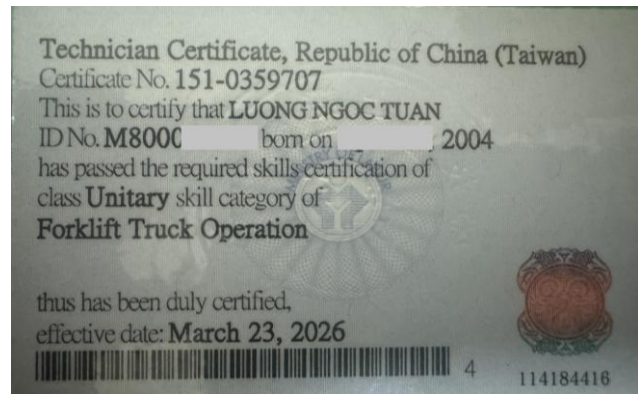 Technician Certificate, Republic of China (Taiwan)
Certificate No. 151-0359707
This is to certify that LUONG NGOC TUAN
ID No. M8000 born on , 2004
has passed the required skills certification of
class Unitary skill category of
Forklift Truck Operation
thus has been duly certified,
effective date: March 23, 2026
4
114184416